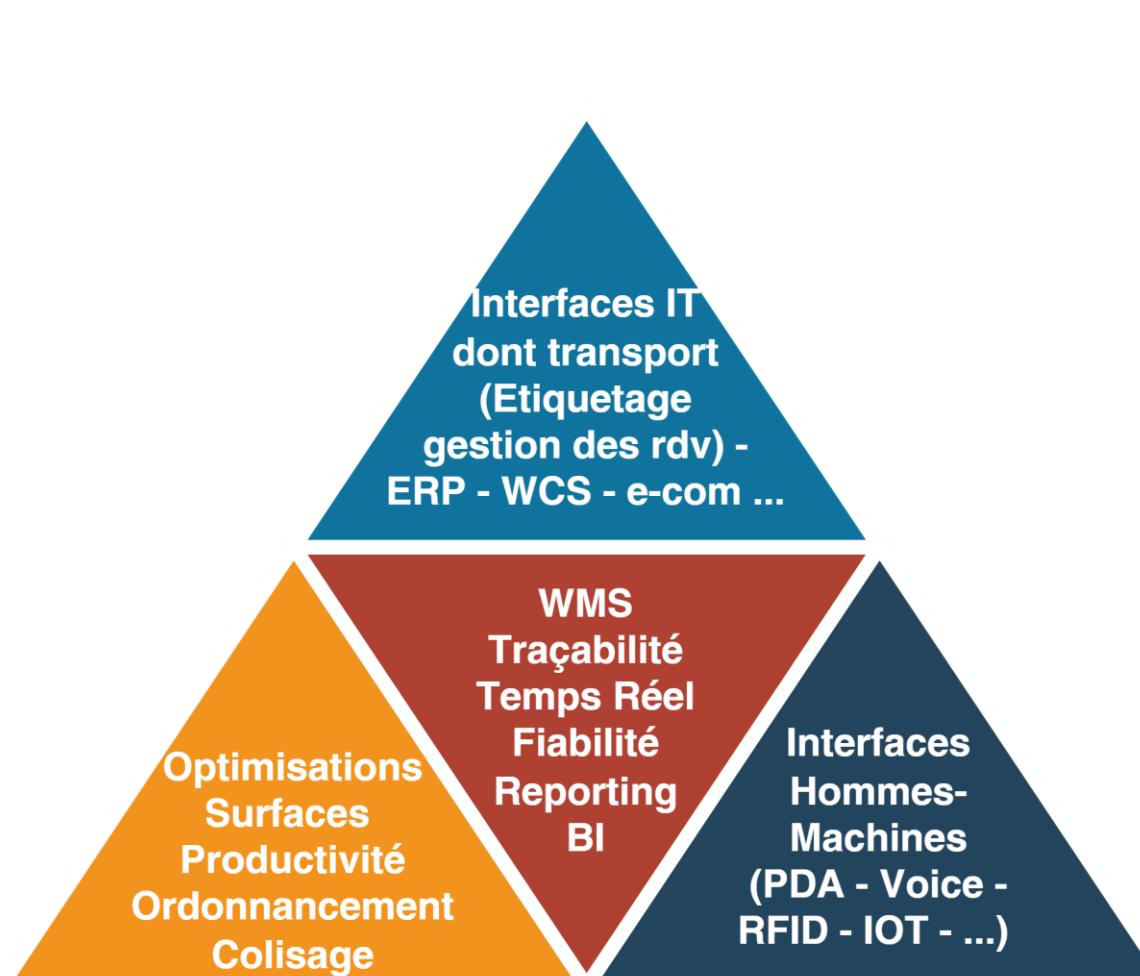 Interfaces IT
dont transport
(Etiquetage
gestion des rdv) -
ERP - WCS - e-com ...
WMS
Traçabilité
Temps Réel
Fiabilité
Reporting
BI
Optimisations
Surfaces
Productivité
Ordonnancement
Colisage
Interfaces
Hommes-
Machines
(PDA - Voice -
RFID - IOT - ...)